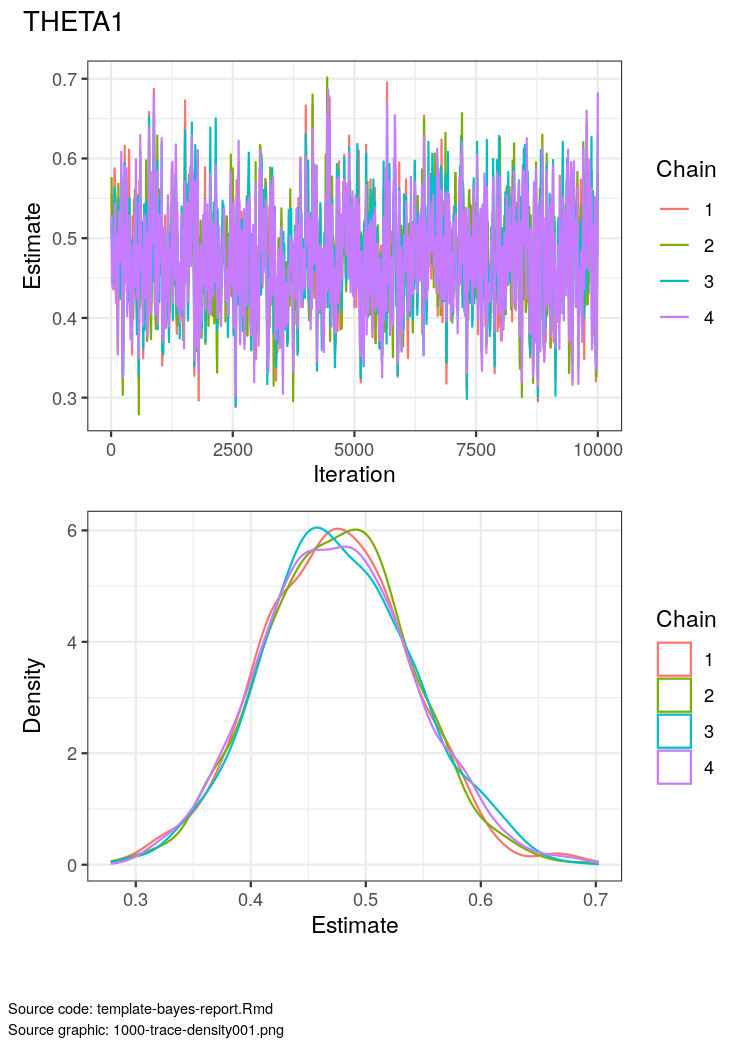 THETA1
0.7
0.6
0.5
0.4
0.3
Estimate
0 2500 5000 7500 10000
Iteration
Chain
1
2
3
4
6
4
2
0
Density
0.3 0.4 0.5 0.6 0.7
Estimate
Chain
1
2
3
4
Source code: template-bayes-report.Rmd
Source graphic: 1000-trace-density001.png